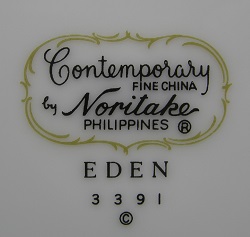 Contemporary
FINE CHINA
by Noritake
PHILIPPINES ®
EDEN
3391
©